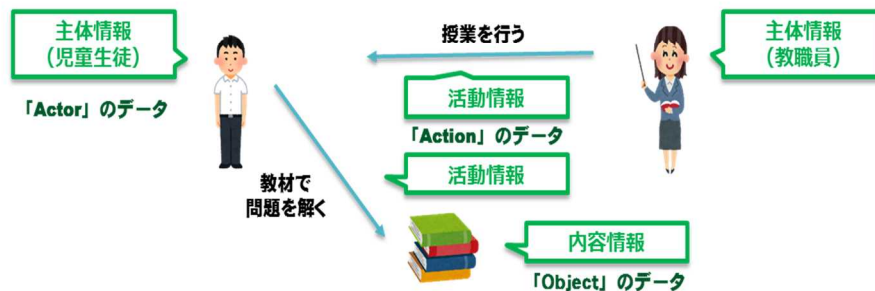 主体情報
(児童生徒)
「Actor」のデータ
授業を行う
主体情報
(教職員)
活動情報
「Action」のデータ
活動情報
教材で
問題を解く
内容情報
「Object」のデータ